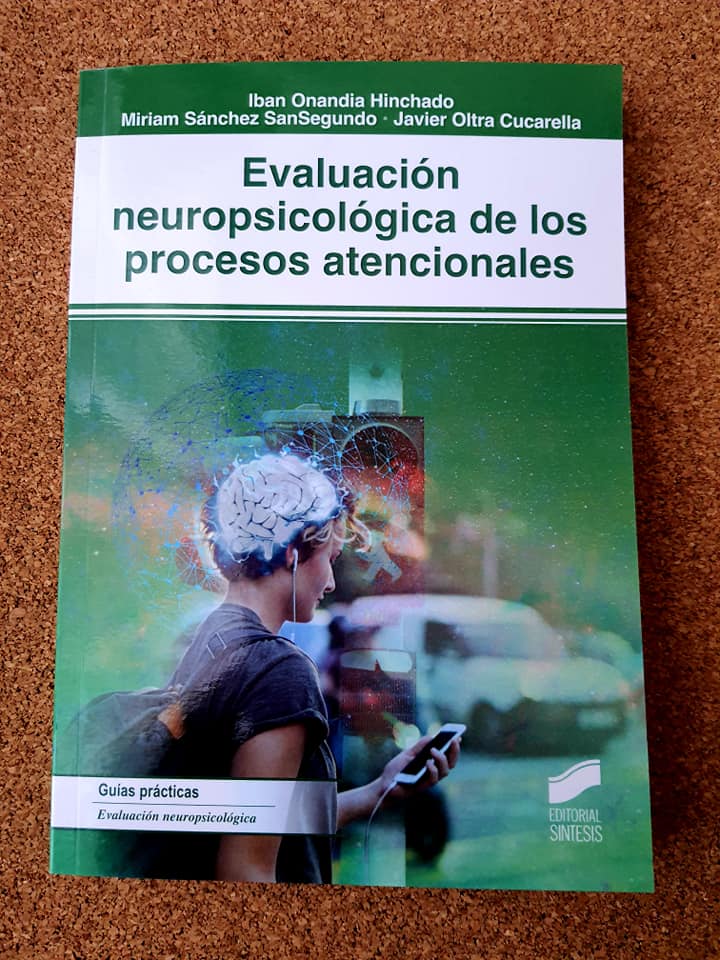 Iban Onandia Hinchado
Miriam Sánchez SanSegundo · Javier Oltra Cucarella
Evaluación
neuropsicológica de los
procesos atencionales
Guías prácticas
Evaluación neuropsicológica
EDITORIAL
SINTESIS